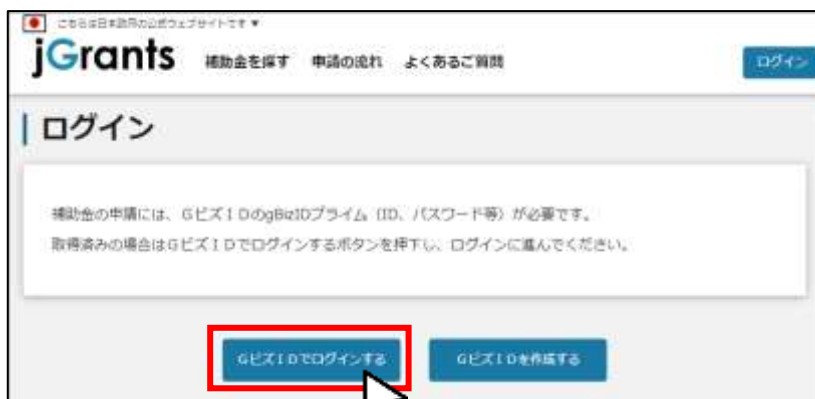 こちらは日本政府の公式ウェブサイトです ▼
jGrants 補助金を探す 申請の流れ よくあるご質問 ログイン
ログイン
補助金の申請には、GビズIDのgBizIDプライム（ID、パスワード等）が必要です。
取得済みの場合はGビズIDでログインするボタンを押下し、ログインに進んでください。
GビズIDでログインする GビズIDを作成する